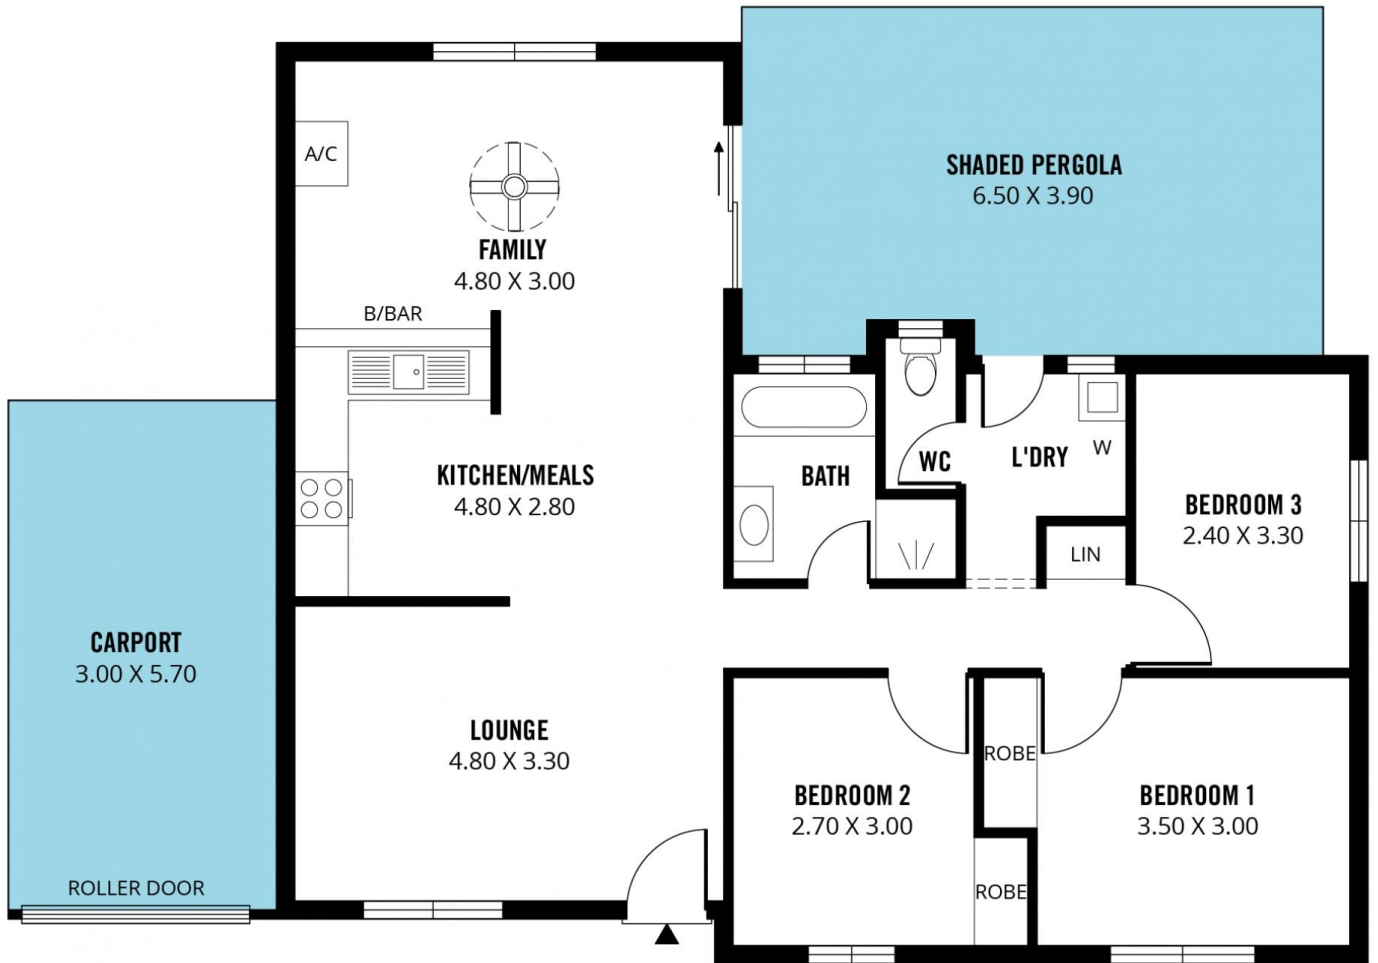 SHADED PERGOLA
6.50 X 3.90
A/C
FAMILY
4.80 X 3.00
B/BAR
KITCHEN/MEALS
4.80 X 2.80
BATH
WC
L'DRY
W
BEDROOM 3
2.40 X 3.30
LIN
CARPORT
3.00 X 5.70
ROLLER DOOR
LOUNGE
4.80 X 3.30
BEDROOM 2
2.70 X 3.00
ROBE
ROBE
BEDROOM 1
3.50 X 3.00